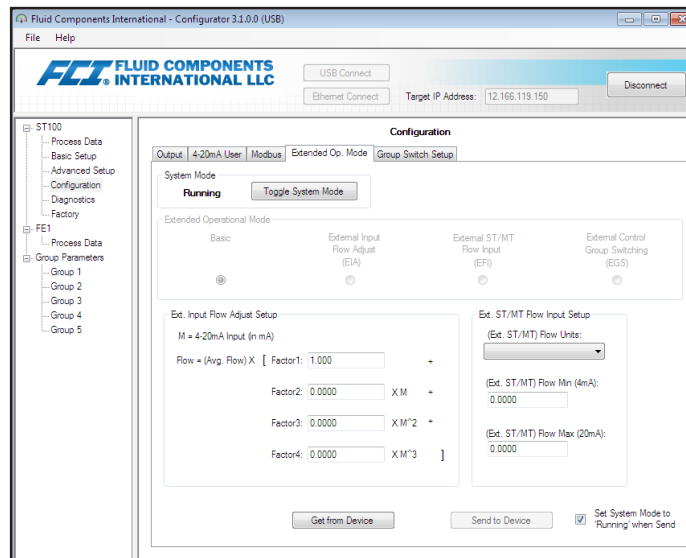 Fluid Components International - Configurator 3.1.0.0 (USB)
File Help
FCI. FLUID COMPONENTS
® INTERNATIONAL LLC
USB Connect
Ethernet Connect
Target IP Address: 12.166.119.150
Disconnect
ST100
Process Data
Basic Setup
Advanced Setup
Configuration
Diagnostics
Factory
FE1
Process Data
Group Parameters
Group 1
Group 2
Group 3
Group 4
Group 5
Configuration
Output 4-20mA User Modbus Extended Op. Mode Group Switch Setup
System Mode
Running Toggle System Mode
Extended Operational Mode
Basic
External Input
Flow Adjust
(EIA)
External ST/MT
Flow Input
(EFI)
External Control
Group Switching
(EGS)
Ext. Input Flow Adjust Setup
M = 4-20mA Input (in mA)
Flow = (Avg. Flow) X [ Factor1: 1.000 +
Factor2: 0.0000 X M +
Factor3: 0.0000 X M^2 +
Factor4: 0.0000 X M^3 ]
Ext. ST/MT Flow Input Setup
(Ext. ST/MT) Flow Units:
(Ext. ST/MT) Flow Min (4mA):
0.0000
(Ext. ST/MT) Flow Max (20mA):
0.0000
Get from Device
Send to Device
Set System Mode to
'Running' when Send